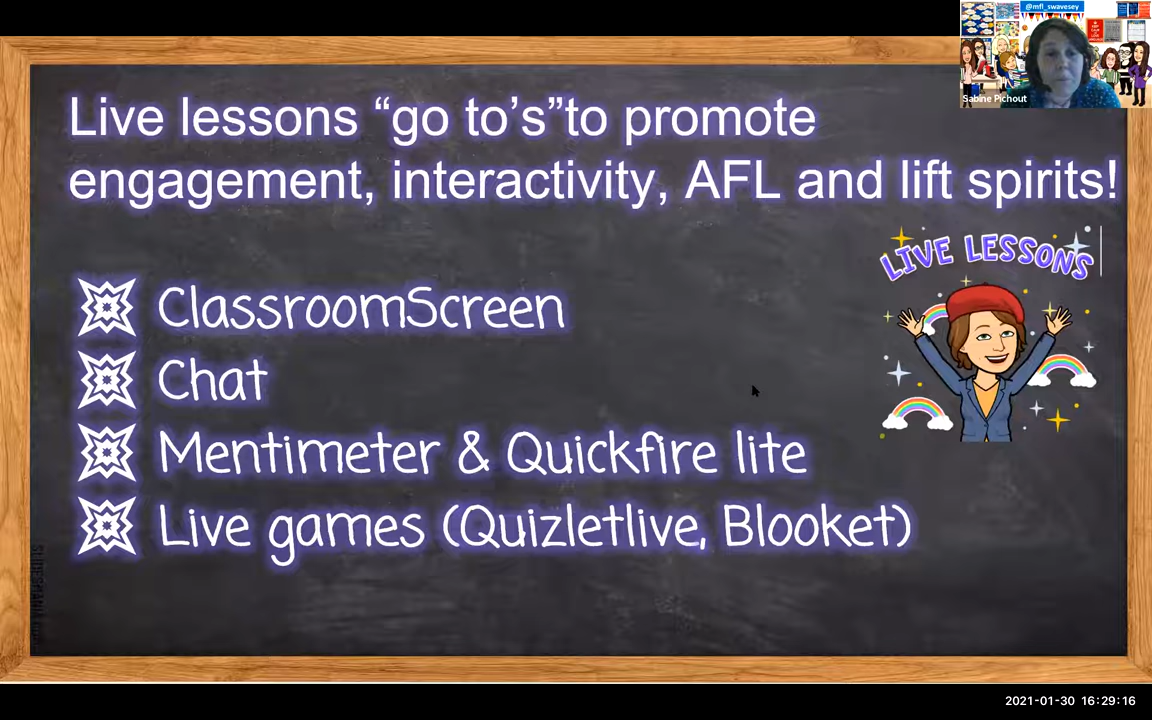 @mfl_swavesey
Sabine Pichout
Live lessons “go to’s”to promote
engagement, interactivity, AFL and lift spirits!
LIVE LESSONS
ClassroomScreen
Chat
Mentimeter & Quickfire lite
Live games (Quizletlive, Blooket)
2021-01-30 16:29:16